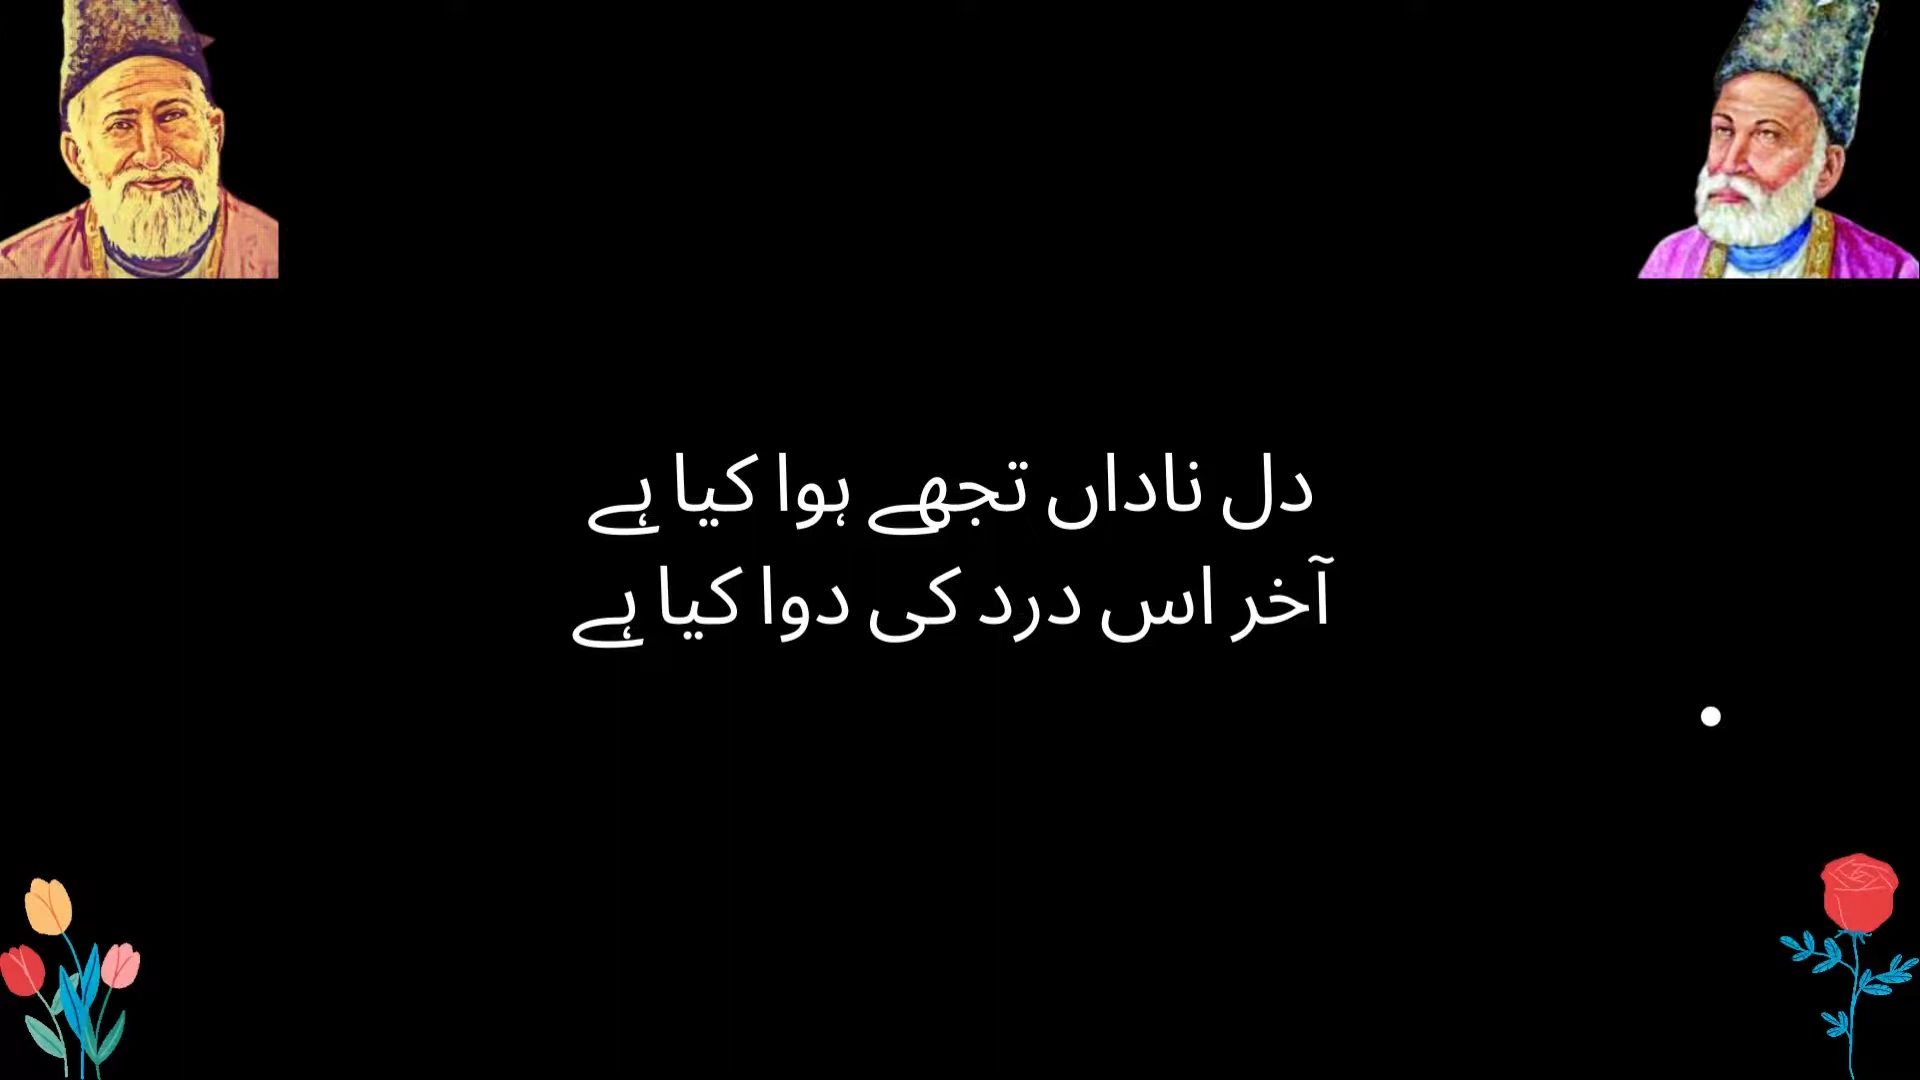 دل ناداں تجھے ہوا کیا ہے
آخر اس درد کی دوا کیا ہے